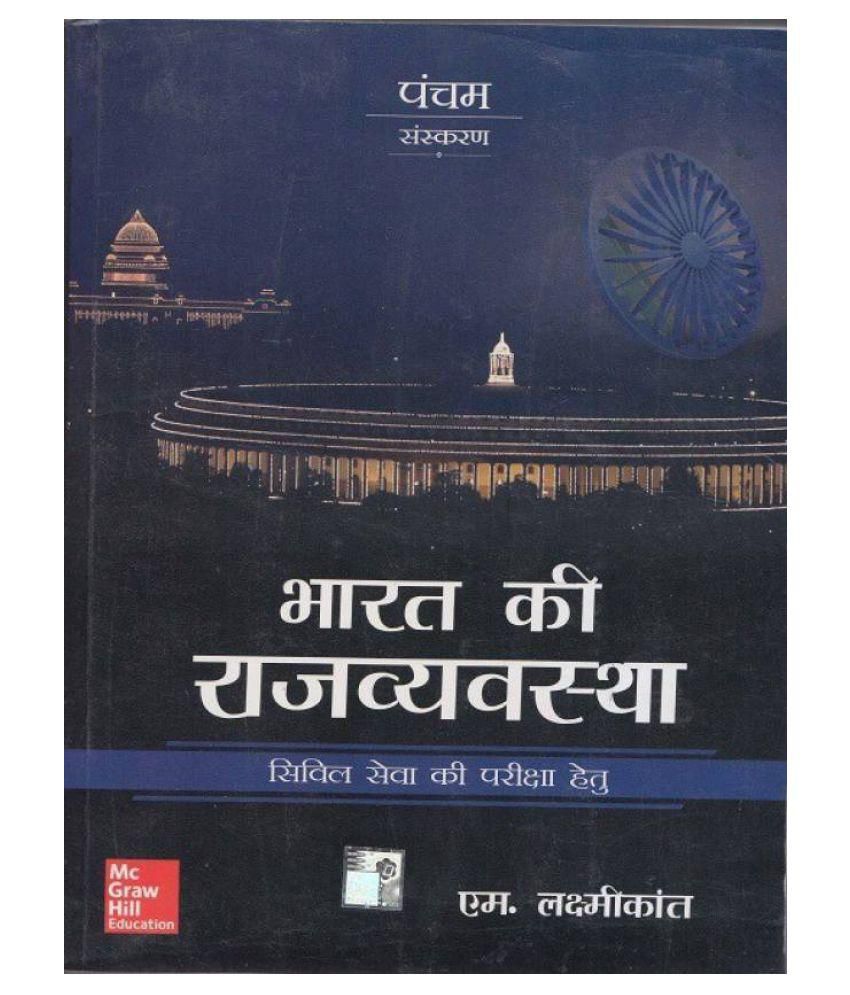 पंचम
संस्करण
भारत की
राजव्यवस्था
सिविल सेवा की परीक्षा हेतु
Mc
Graw
Hill
Education
एम. लक्ष्मीकांत